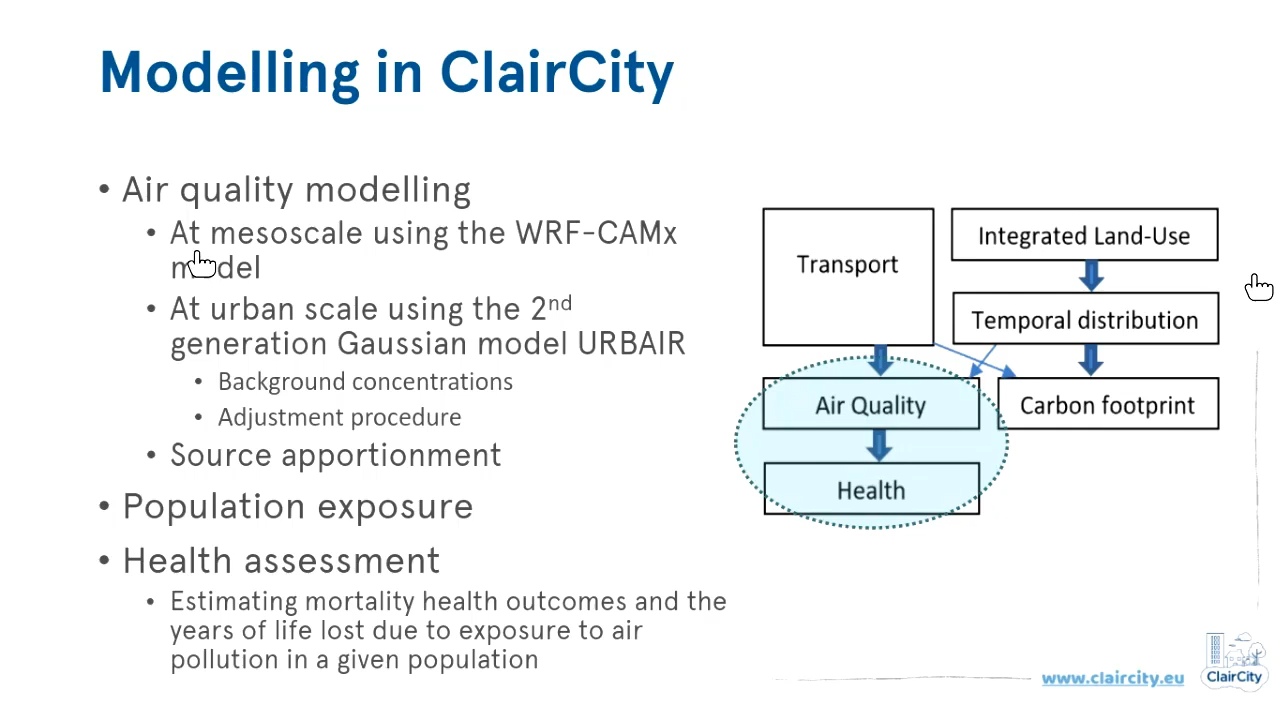 Modelling in ClairCity
• Air quality modelling
• At mesoscale using the WRF-CAMx
model
• At urban scale using the 2nd
generation Gaussian model URBAIR
• Background concentrations
• Adjustment procedure
• Source apportionment
• Population exposure
• Health assessment
• Estimating mortality health outcomes and the
years of life lost due to exposure to air
pollution in a given population
Transport
Integrated Land-Use
Temporal distribution
Air Quality
Carbon footprint
Health
www.claircity.eu
ClairCity